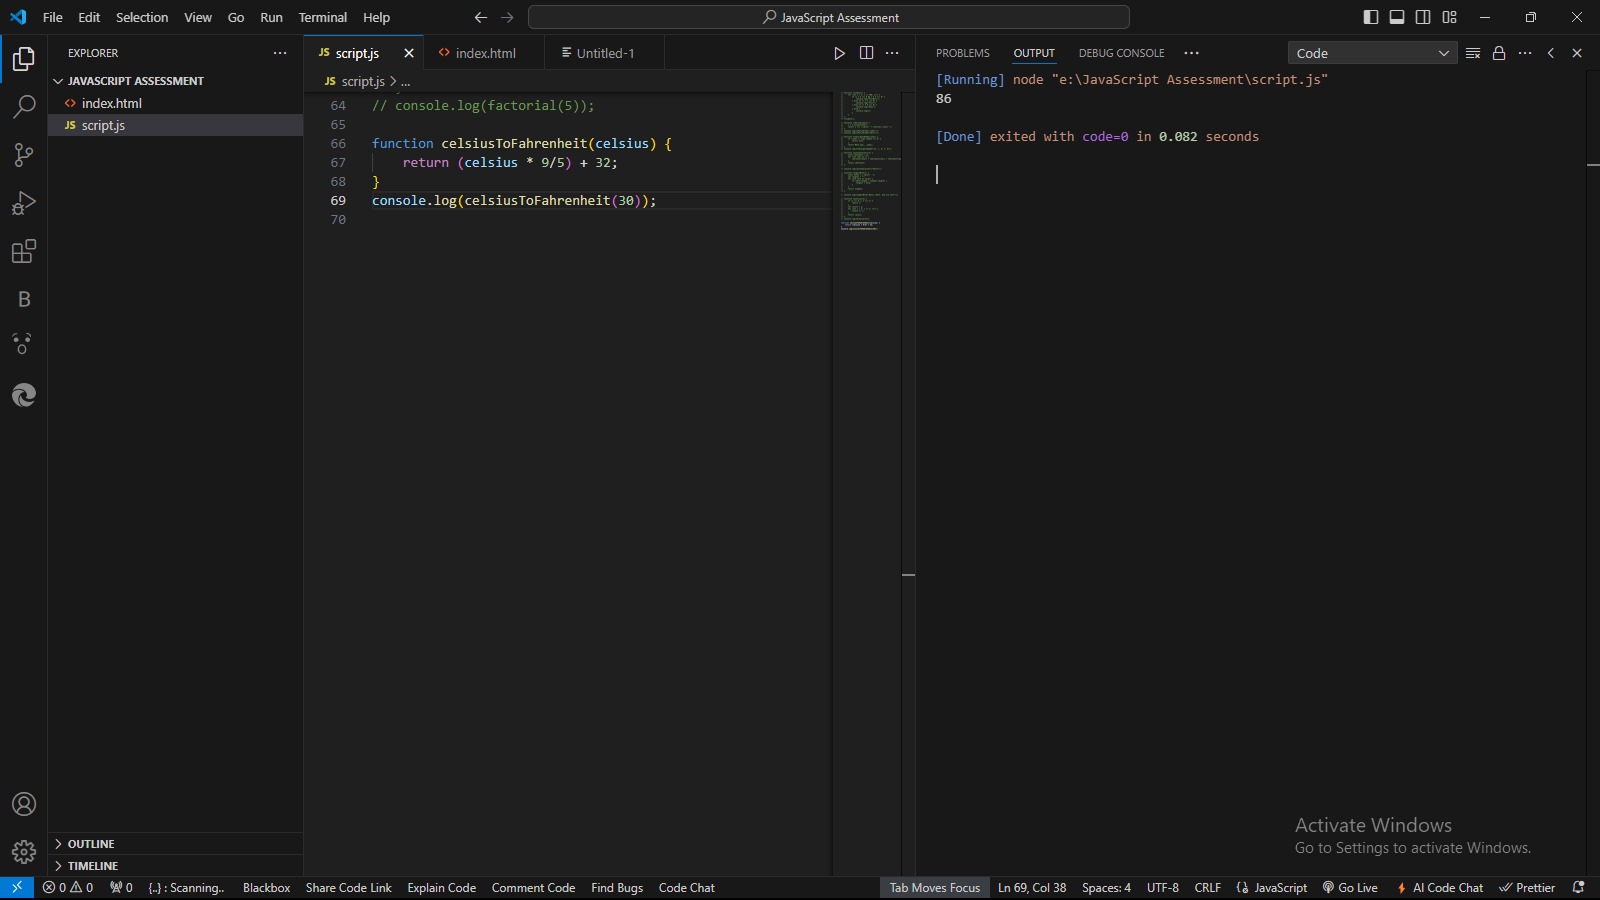 File Edit Selection View Go Run Terminal Help
JavaScript Assessment
EXPLORER
JAVASCRIPT ASSESSMENT
index.html
JS script.js
OUTLINE
TIMELINE
JS script.js
index.html
Untitled-1
JS script.js > ...
64 // console.log(factorial(5));
65
66 function celsiusToFahrenheit(celsius) {
67 return (celsius * 9/5) + 32;
68 }
69 console.log(celsiusToFahrenheit(30));
70
PROBLEMS OUTPUT DEBUG CONSOLE
Code
[Running] node "e:\JavaScript Assessment\script.js"
86
[Done] exited with code=0 in 0.082 seconds
Activate Windows
Go to Settings to activate Windows.
0 0 0 {..} : Scanning.. Blackbox Share Code Link Explain Code Comment Code Find Bugs Code Chat Tab Moves Focus Ln 69, Col 38 Spaces: 4 UTF-8 CRLF JavaScript Go Live AI Code Chat Prettier